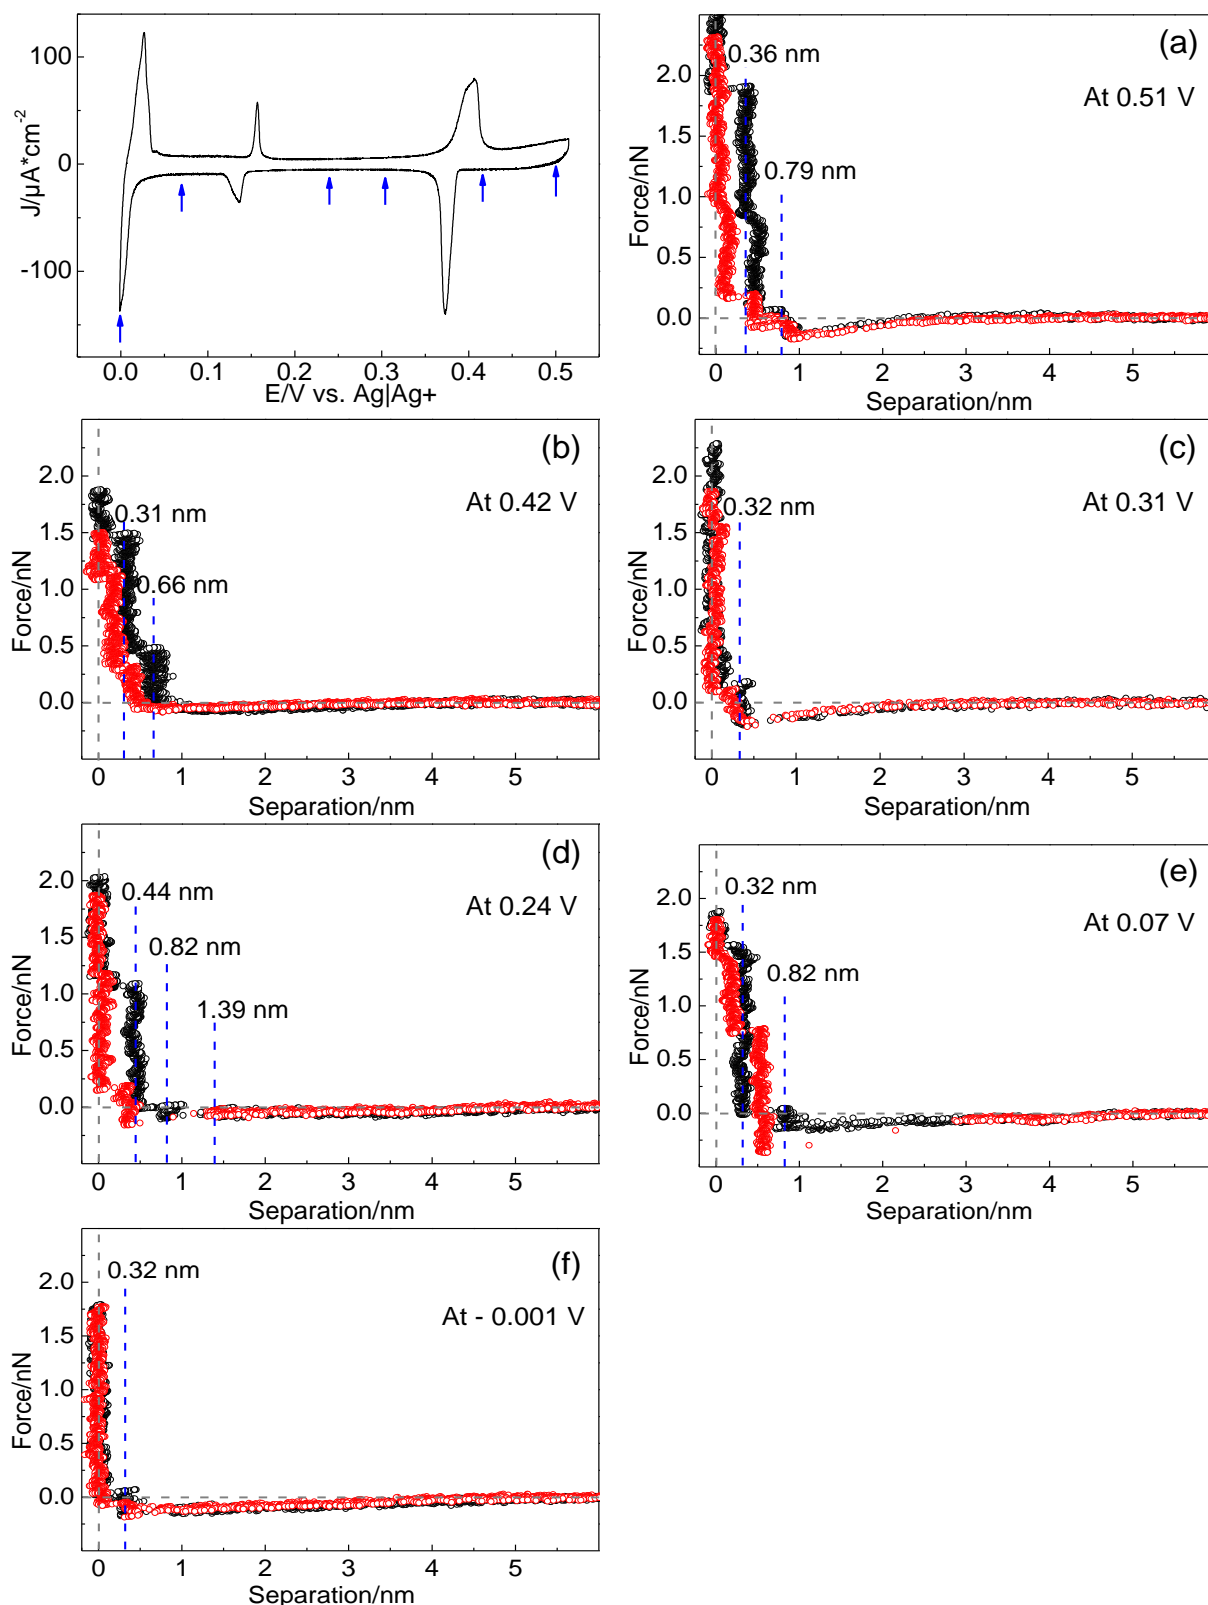 100
0
-100
J/µA*cm-2
0.0 0.1 0.2 0.3 0.4 0.5
E/V vs. Ag|Ag+
(a)
0.36 nm
At 0.51 V
0.79 nm
2.0
1.5
1.0
0.5
0.0
Force/nN
0 1 2 3 4 5
Separation/nm
(b)
0.31 nm
At 0.42 V
0.66 nm
2.0
1.5
1.0
0.5
0.0
Force/nN
0 1 2 3 4 5
Separation/nm
(c)
0.32 nm
At 0.31 V
2.0
1.5
1.0
0.5
0.0
Force/nN
0 1 2 3 4 5
Separation/nm
(d)
0.44 nm
At 0.24 V
0.82 nm
1.39 nm
2.0
1.5
1.0
0.5
0.0
Force/nN
0 1 2 3 4 5
Separation/nm
(e)
0.32 nm
At 0.07 V
0.82 nm
2.0
1.5
1.0
0.5
0.0
Force/nN
0 1 2 3 4 5
Separation/nm
(f)
0.32 nm
At - 0.001 V
2.0
1.5
1.0
0.5
0.0
Force/nN
0 1 2 3 4 5
Separation/nm